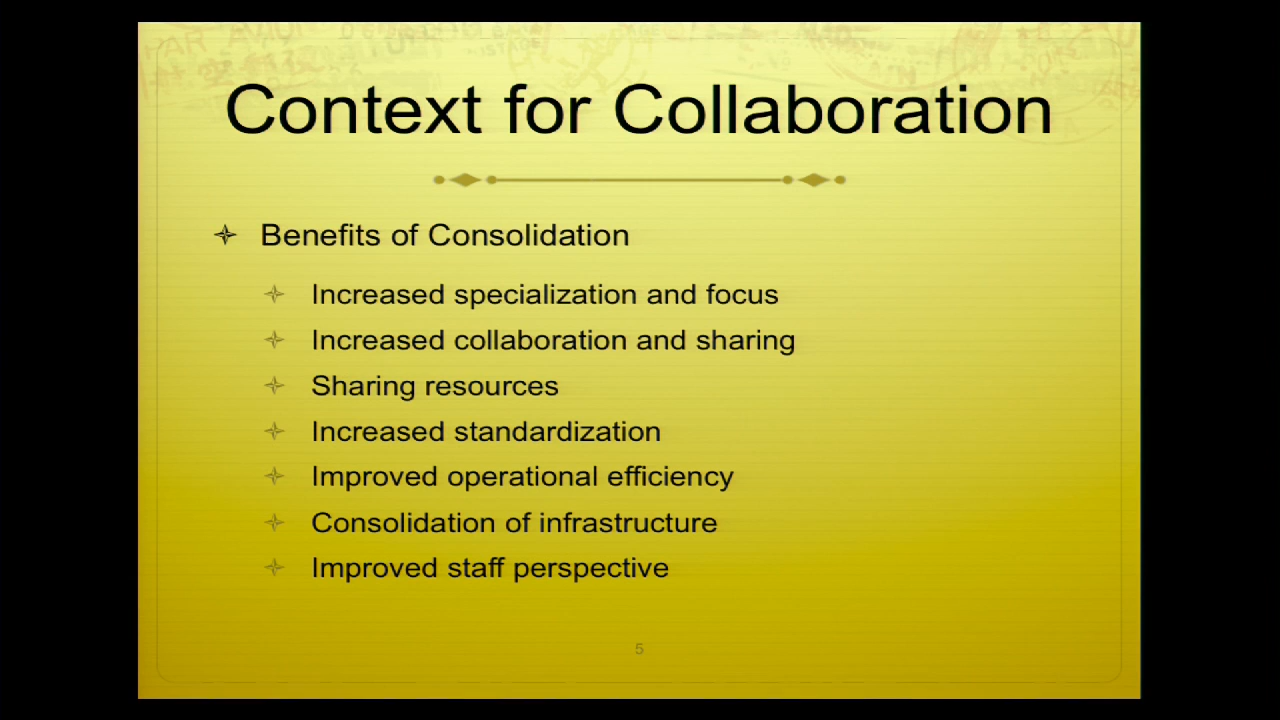 Context for Collaboration
Benefits of Consolidation
Increased specialization and focus
Increased collaboration and sharing
Sharing resources
Increased standardization
Improved operational efficiency
Consolidation of infrastructure
Improved staff perspective
5